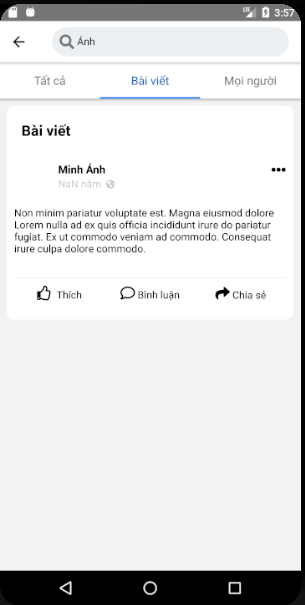 3:57
Ánh
Tất cả Bài viết Mọi người
Bài viết
Minh Ánh
NaN năm
Non minim pariatur voluptate est. Magna eiusmod dolore
Lorem nulla ad ex quis officia incididunt irure do pariatur
fugiat. Ex ut commodo veniam ad commodo. Consequat
irure culpa dolore commodo.
Thích Bình luận Chia sẻ